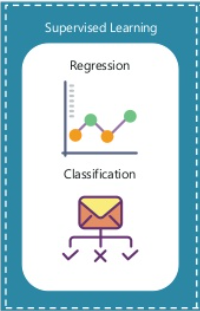 Supervised Learning
Regression
Classification